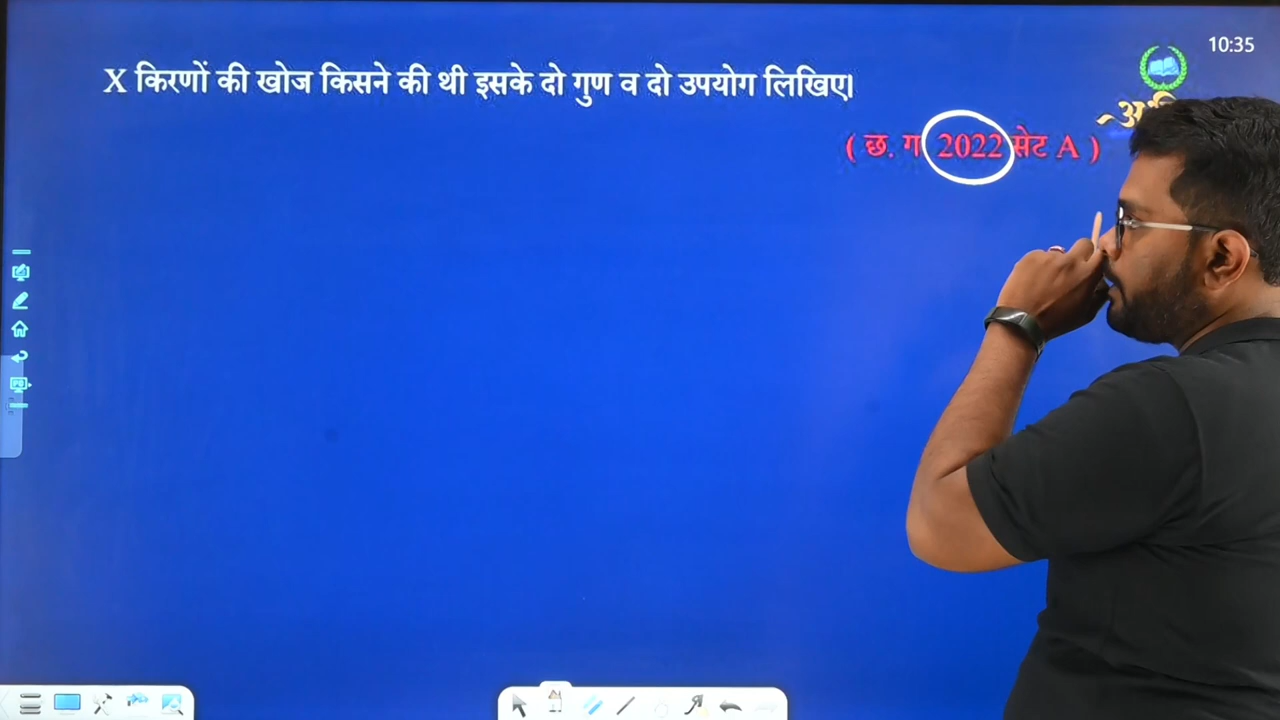 10:35
X किरणों की खोज किसने की थी इसके दो गुण व दो उपयोग लिखिए।
( छ. ग 2022 सेट A )